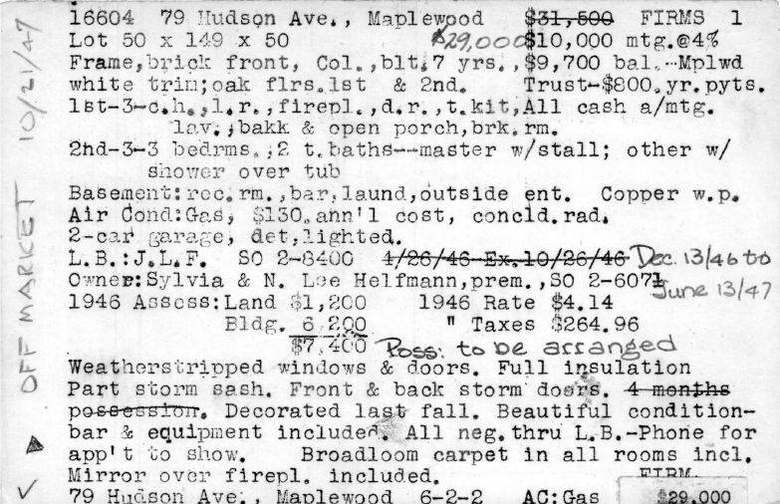 16604 79 Hudson Ave., Maplewood $31,500 FIRMS 1
Lot 50 x 149 x 50 $29,000 $10,000 mtg.@4%
Frame,brick front, Col.,blt.7 yrs.,$9,700 bal.--Mplwd
white trim;oak flrs.1st & 2nd. Trust-$800.yr.pyts.
1st-3-c.h.,l.r.,firepl.,d.r.,t.kit,All cash a/mtg.
lav.;bakk & open porch,brk.rm.
2nd-3-3 bedrms.;2 t.baths--master w/stall; other w/
shower over tub
Basement:rec.rm.,bar,laund,outside ent. Copper w.p.
Air Cond:Gas, $130.ann'l cost, concld.rad.
2-car garage, det,lighted.
L.B.:J.L.F. SO 2-8400 4/26/46-Ex.10/26/46 Dec. 13/46 to
Owner:Sylvia & N. Lee Helfmann,prem.,SO 2-6071
June 13/47
1946 Assess:Land $1,200 1946 Rate $4.14
Bldg. 6 200 " Taxes $264.96
$7,400 Poss. to be arranged
Weatherstripped windows & doors. Full insulation
Part storm sash. Front & back storm doors. 4 months
possession. Decorated last fall. Beautiful condition-
bar & equipment included. All neg.thru L.B.-Phone for
app't to show. Broadloom carpet in all rooms incl.
Mirror over firepl. included. FIRM
79 Hudson Ave., Maplewood 6-2-2 AC:Gas $29,000
OFF MARKET 10/21/47